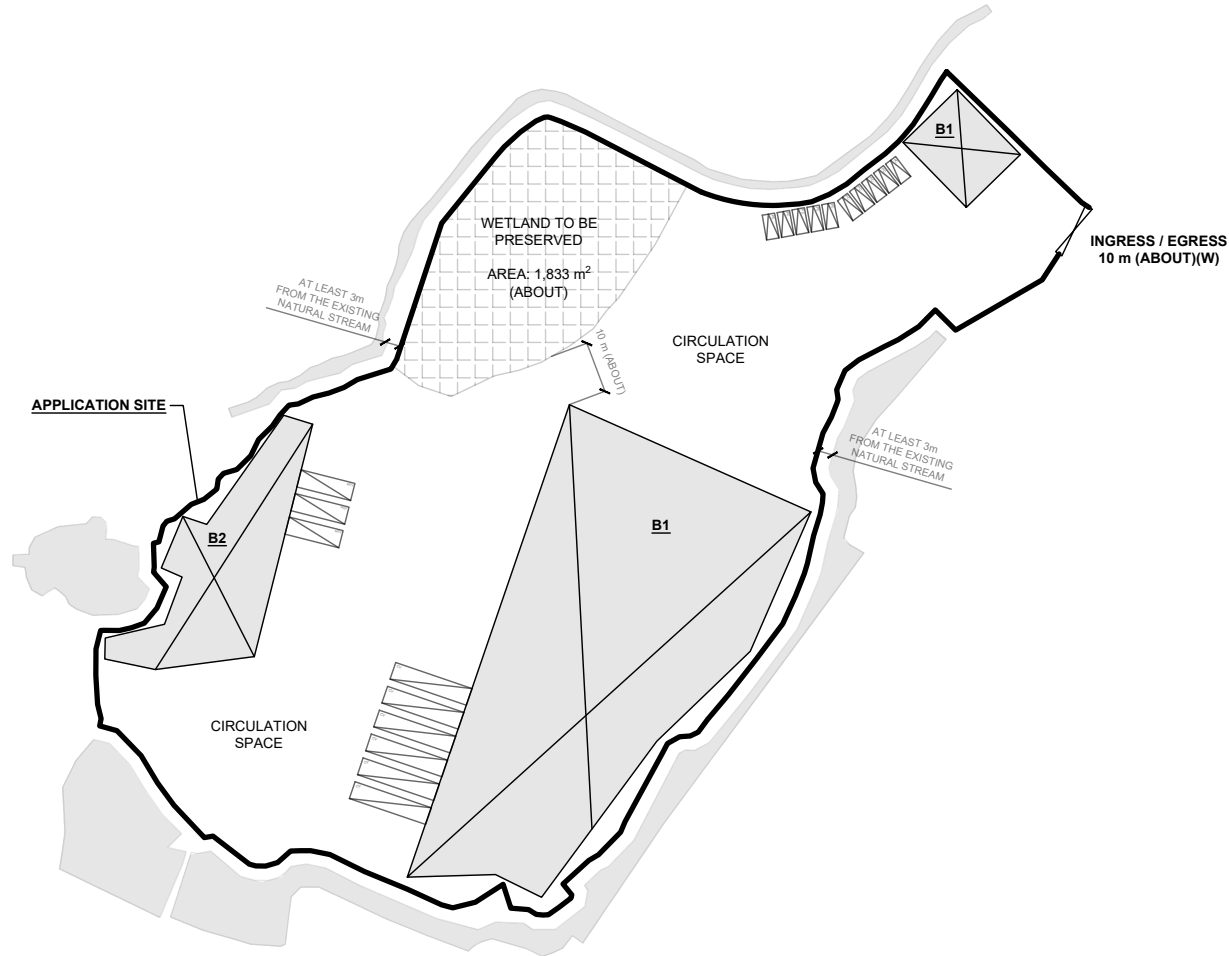 B1
WETLAND TO BE
PRESERVED
AREA: 1,833 m²
(ABOUT)
INGRESS / EGRESS
10 m (ABOUT)(W)
AT LEAST 3m
FROM THE EXISTING
NATURAL STREAM
10 m (ABOUT)
CIRCULATION
SPACE
APPLICATION SITE
AT LEAST 3m
FROM THE EXISTING
NATURAL STREAM
B2
B1
CIRCULATION
SPACE